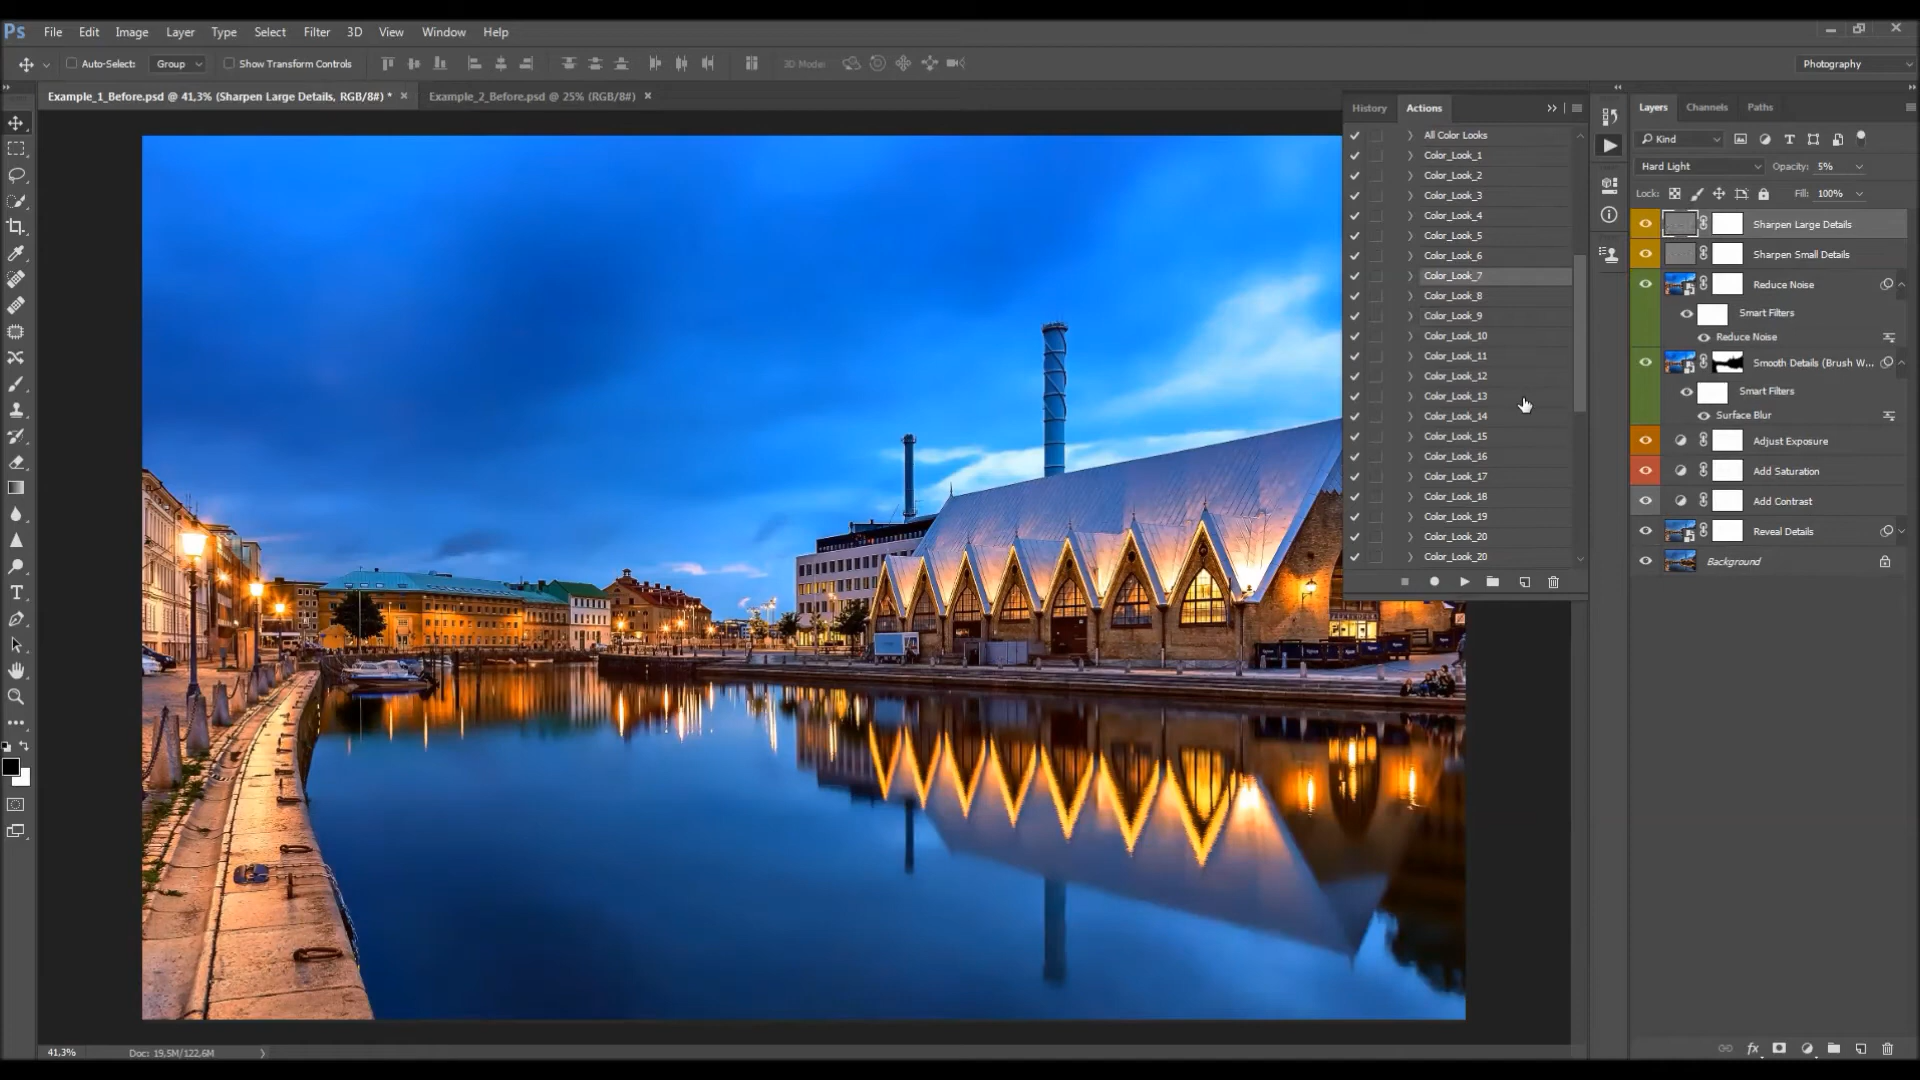 Ps File Edit Image Layer Type Select Filter 3D View Window Help
Auto-Select: Group Show Transform Controls 3D Model Photography
Example_1_Before.psd @ 41,3% (Sharpen Large Details, RGB/8#) * Example_2_Before.psd @ 25% (RGB/8#)
History Actions
All Color Looks
Color_Look_1
Color_Look_2
Color_Look_3
Color_Look_4
Color_Look_5
Color_Look_6
Color_Look_7
Color_Look_8
Color_Look_9
Color_Look_10
Color_Look_11
Color_Look_12
Color_Look_13
Color_Look_14
Color_Look_15
Color_Look_16
Color_Look_17
Color_Look_18
Color_Look_19
Color_Look_20
Color_Look_20
Layers Channels Paths
Kind
Hard Light Opacity: 5%
Lock: Fill: 100%
Sharpen Large Details
Sharpen Small Details
Reduce Noise
Smart Filters
Reduce Noise
Smooth Details (Brush W...
Smart Filters
Surface Blur
Adjust Exposure
Add Saturation
Add Contrast
Reveal Details
Background
41,3% Doc: 19,5M/122,6M
fx